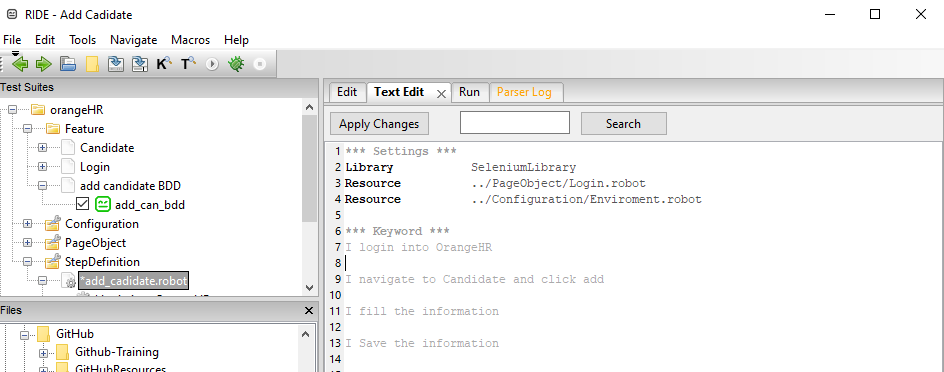 RIDE - Add Cadidate
File Edit Tools Navigate Macros Help
Test Suites
orangeHR
Feature
Candidate
Login
add candidate BDD
add_can_bdd
Configuration
PageObject
StepDefinition
*add_cadidate.robot
Files
GitHub
Github-Training
GitHubResources
Edit Text Edit Run Parser Log
Apply Changes Search
1 *** Settings ***
2 Library SeleniumLibrary
3 Resource ../PageObject/Login.robot
4 Resource ../Configuration/Enviroment.robot
5
6 *** Keyword ***
7 I login into OrangeHR
8
9 I navigate to Candidate and click add
10
11 I fill the information
12
13 I Save the information
14